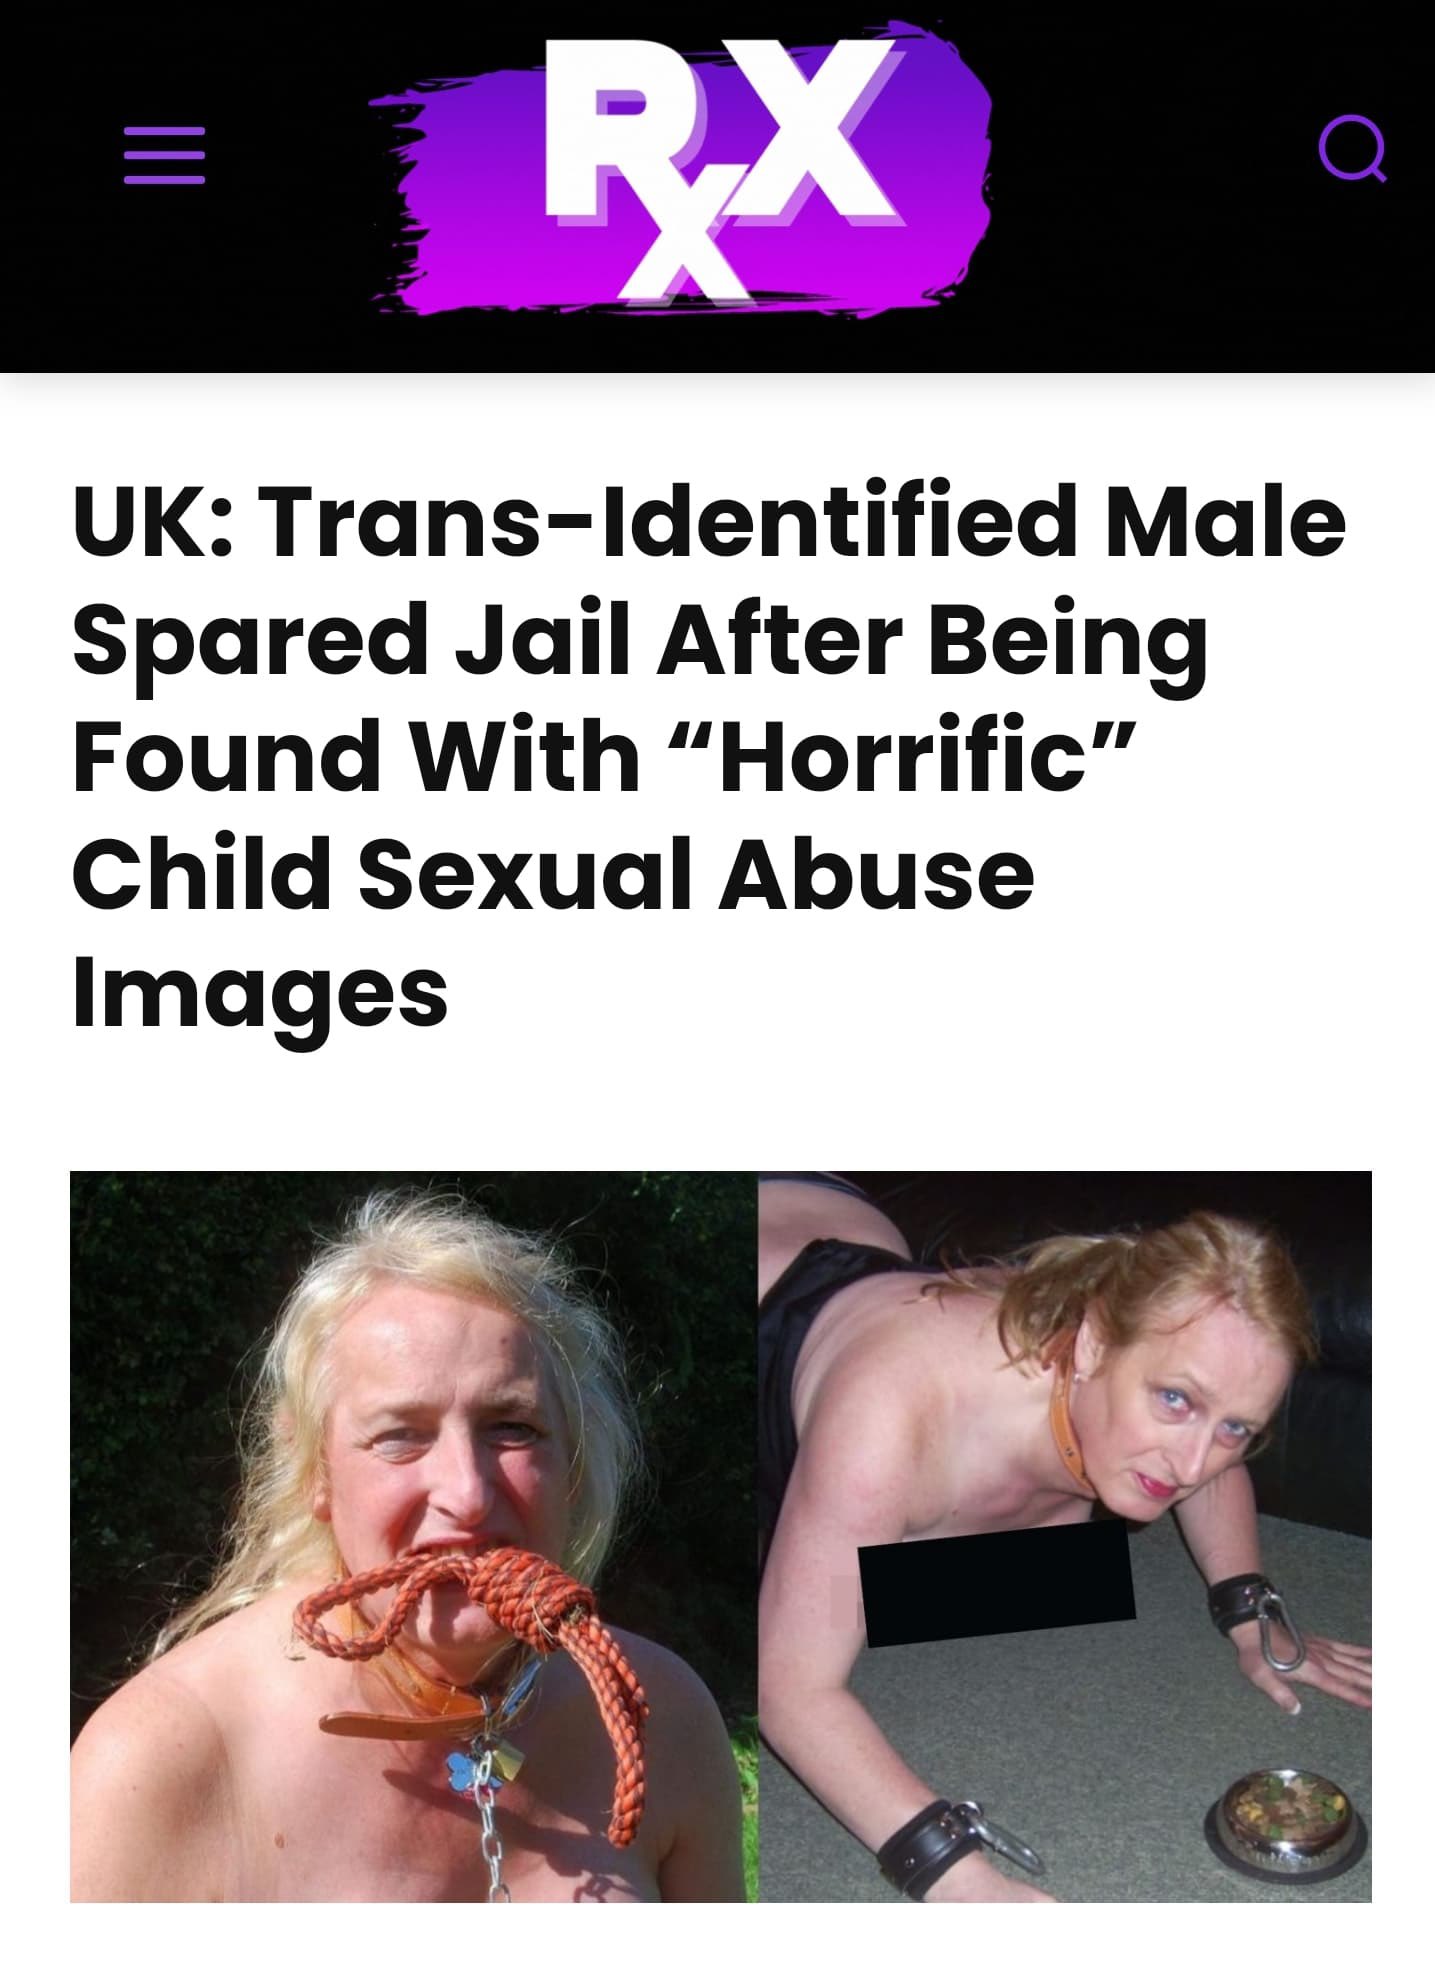 RXX
UK: Trans-Identified Male
Spared Jail After Being
Found With “Horrific”
Child Sexual Abuse
Images